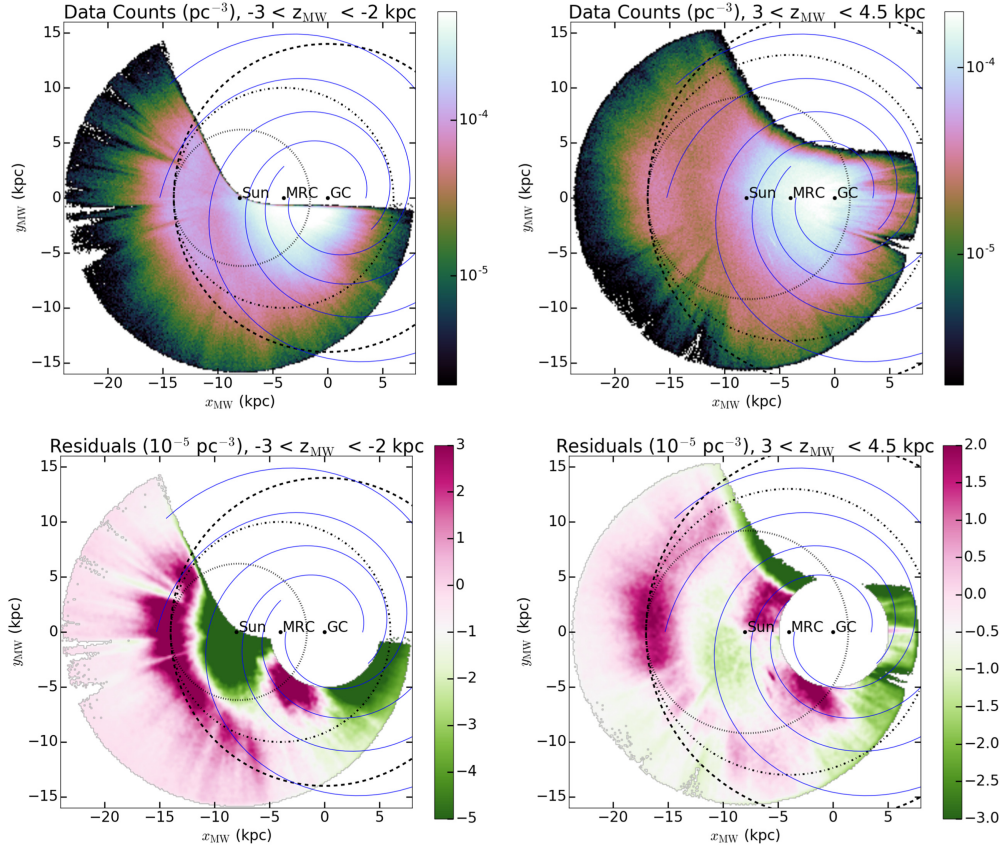 Data Counts (pc⁻³), -3 < z_MW < -2 kpc
15
10
5
0
−5
−10
−15
y_MW (kpc)
Sun MRC GC
−20 −15 −10 −5 0 5
x_MW (kpc)
10⁻⁴
10⁻⁵
Data Counts (pc⁻³), 3 < z_MW < 4.5 kpc
15
10
5
0
−5
−10
−15
y_MW (kpc)
Sun MRC GC
−20 −15 −10 −5 0 5
x_MW (kpc)
10⁻⁴
10⁻⁵
Residuals (10⁻⁵ pc⁻³), -3 < z_MW < -2 kpc
15
10
5
0
−5
−10
−15
y_MW (kpc)
Sun MRC GC
−20 −15 −10 −5 0 5
x_MW (kpc)
3
2
1
0
−1
−2
−3
−4
−5
Residuals (10⁻⁵ pc⁻³), 3 < z_MW < 4.5 kpc
15
10
5
0
−5
−10
−15
y_MW (kpc)
Sun MRC GC
−20 −15 −10 −5 0 5
x_MW (kpc)
2.0
1.5
1.0
0.5
0.0
−0.5
−1.0
−1.5
−2.0
−2.5
−3.0